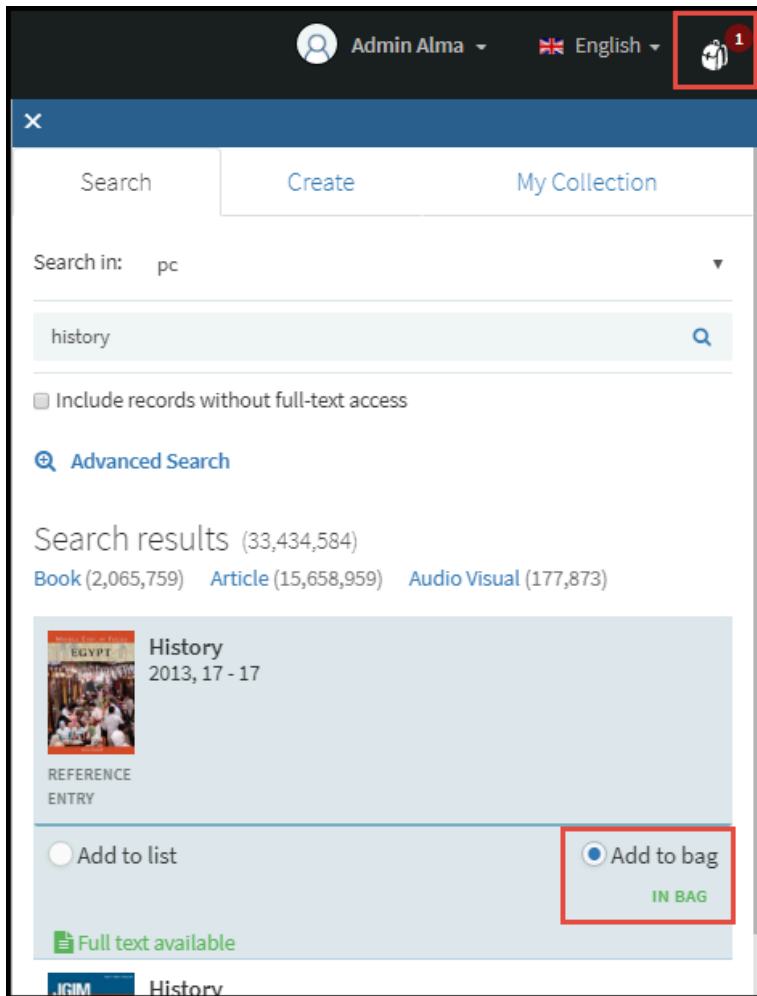 Admin Alma English 1
×
Search Create My Collection
Search in: pc
history
Include records without full-text access
Advanced Search
Search results (33,434,584)
Book (2,065,759) Article (15,658,959) Audio Visual (177,873)
EGYPT
History
2013, 17 - 17
REFERENCE
ENTRY
Add to list Add to bag
IN BAG
Full text available
JGIM History